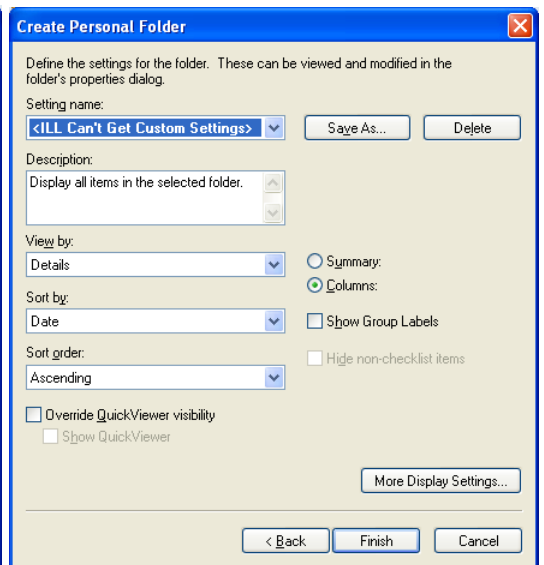 Create Personal Folder
Define the settings for the folder. These can be viewed and modified in the
folder's properties dialog.
Setting name:
<ILL Can't Get Custom Settings>
Save As...
Delete
Description:
Display all items in the selected folder.
View by:
Details
Summary:
Columns:
Sort by:
Date
Show Group Labels
Sort order:
Hide non-checklist items
Ascending
Override QuickViewer visibility
Show QuickViewer
More Display Settings...
< Back
Finish
Cancel